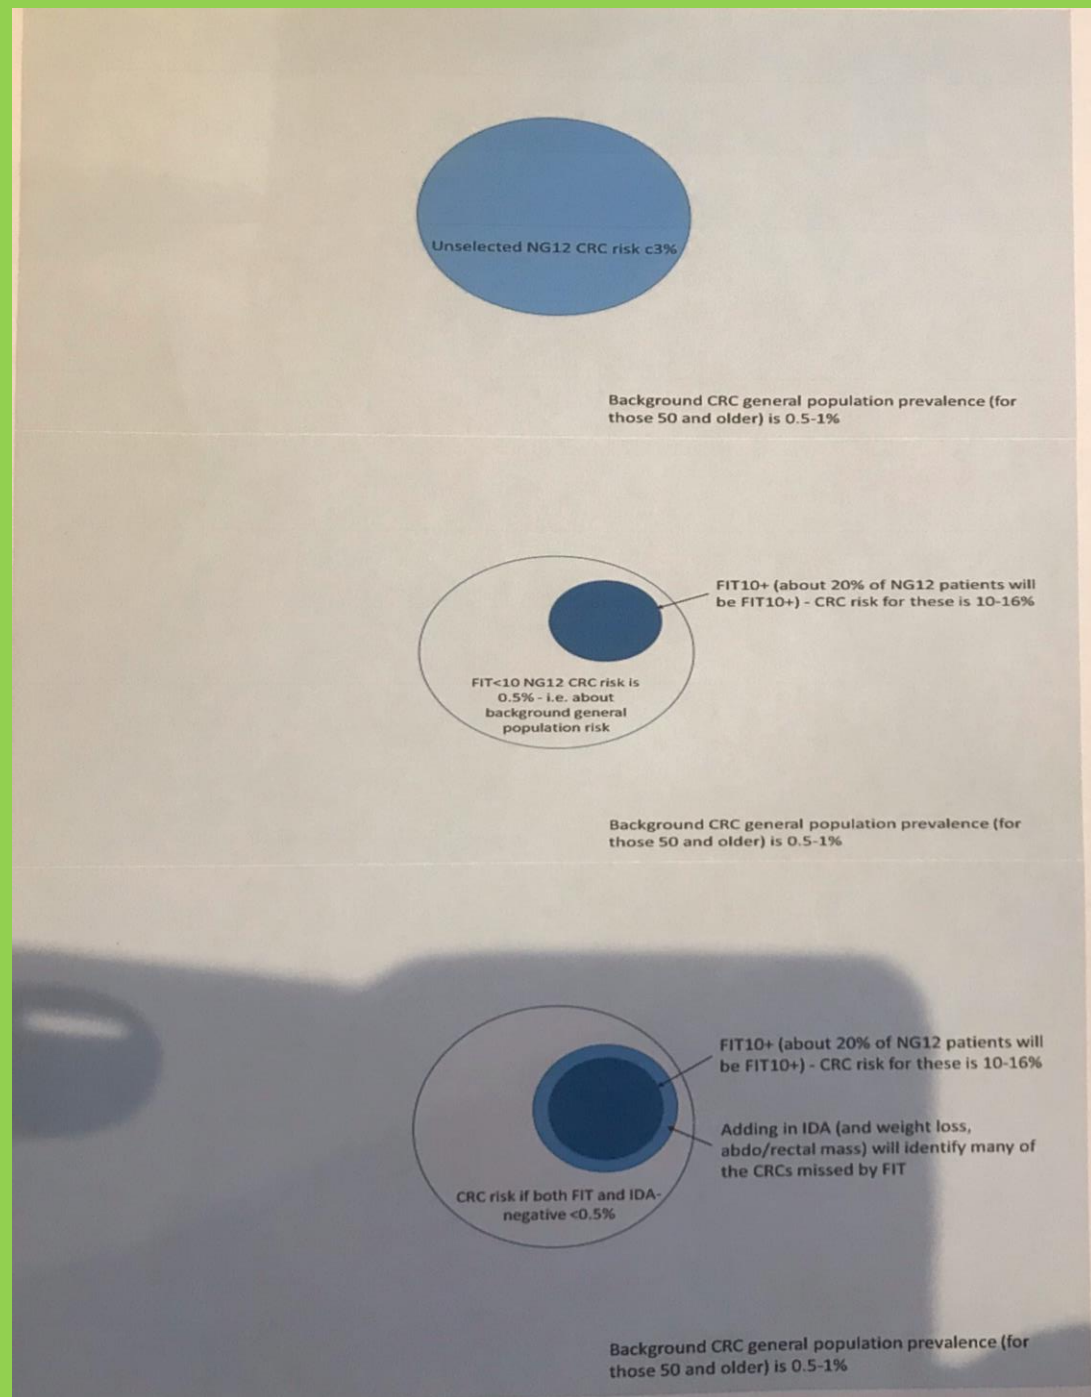 Unselected NG12 CRC risk c3%
Background CRC general population prevalence (for
those 50 and older) is 0.5-1%
FIT10+ (about 20% of NG12 patients will
be FIT10+) - CRC risk for these is 10-16%
FIT<10 NG12 CRC risk is
0.5% - i.e. about
background general
population risk
Background CRC general population prevalence (for
those 50 and older) is 0.5-1%
FIT10+ (about 20% of NG12 patients will
be FIT10+) - CRC risk for these is 10-16%
Adding in IDA (and weight loss,
abdo/rectal mass) will identify many of
the CRCs missed by FIT
CRC risk if both FIT and IDA-
negative <0.5%
Background CRC general population prevalence (for
those 50 and older) is 0.5-1%